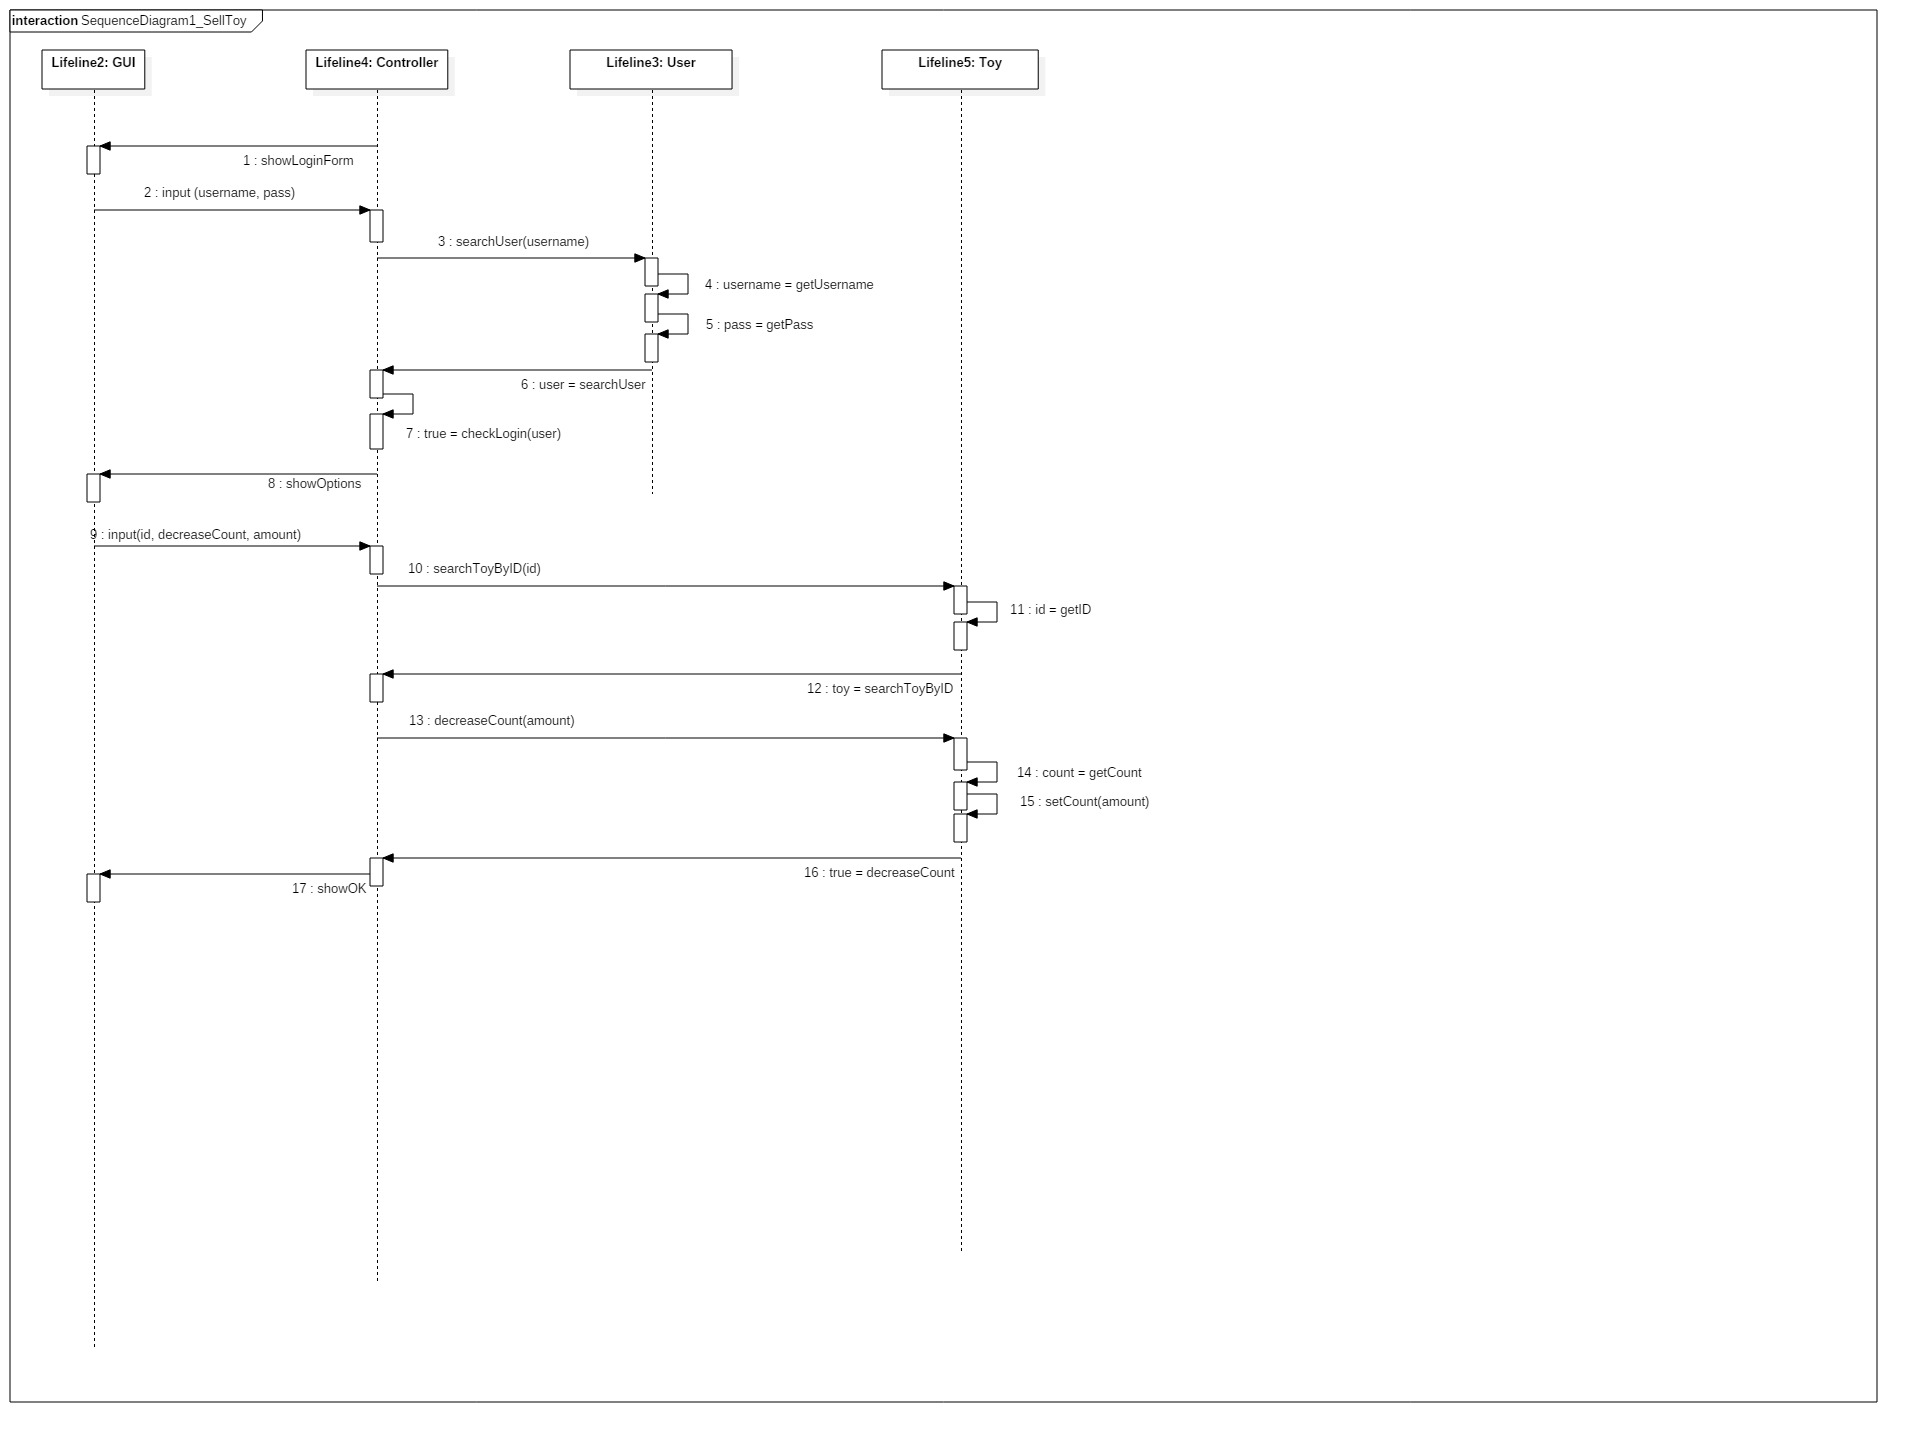 interaction SequenceDiagram1_SellToy
Lifeline2: GUI
Lifeline4: Controller
Lifeline3: User
Lifeline5: Toy
1 : showLoginForm
2 : input (username, pass)
3 : searchUser(username)
4 : username = getUsername
5 : pass = getPass
6 : user = searchUser
7 : true = checkLogin(user)
8 : showOptions
9 : input(id, decreaseCount, amount)
10 : searchToyByID(id)
11 : id = getID
12 : toy = searchToyByID
13 : decreaseCount(amount)
14 : count = getCount
15 : setCount(amount)
16 : true = decreaseCount
17 : showOK